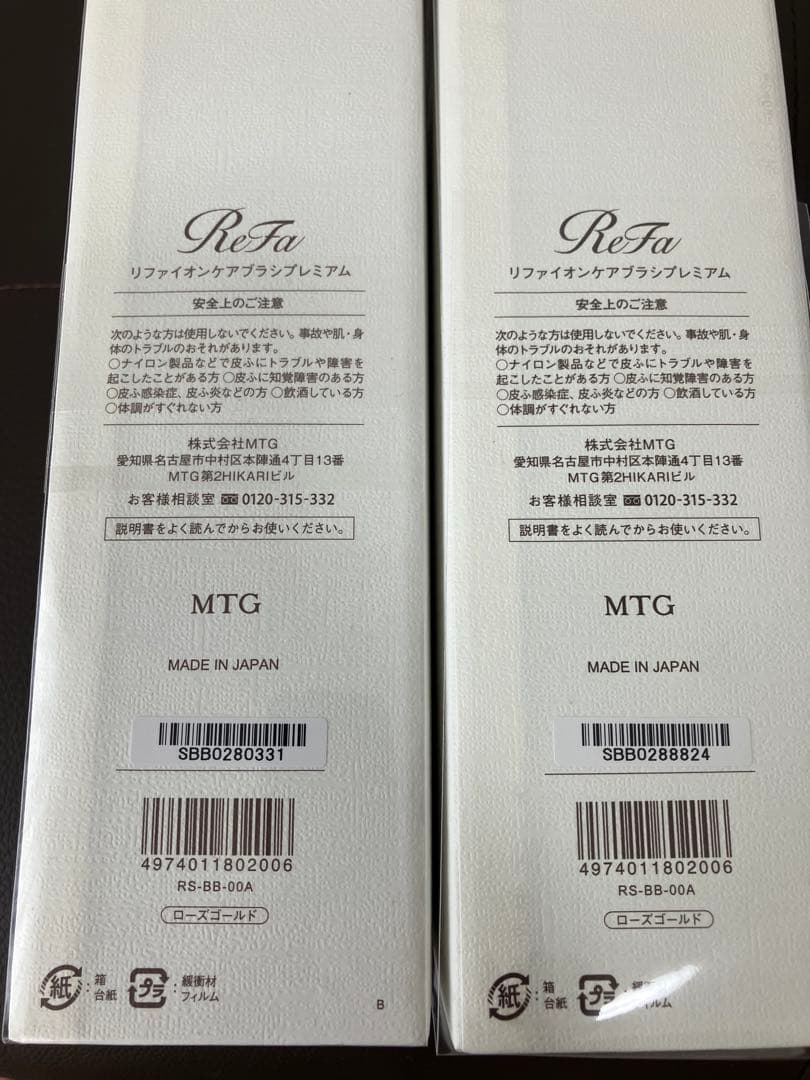 ReFa
リファイオンケアブラシプレミアム
安全上のご注意
次のような方は使用しないでください。事故や肌・身
体のトラブルのおそれがあります。
○ナイロン製品などで皮ふにトラブルや障害を
起こしたことがある方 ○皮ふに知覚障害のある方
○皮ふ感染症、皮ふ炎などの方 ○飲酒している方
○体調がすぐれない方
株式会社MTG
愛知県名古屋市中村区本陣通4丁目13番
MTG第2HIKARIビル
お客様相談室 0120-315-332
説明書をよく読んでからお使いください。
MTG
MADE IN JAPAN
SBB0280331
4974011802006
RS-BB-00A
ローズゴールド
紙:箱
台紙
プラ:緩衝材
フィルム
B
ReFa
リファイオンケアブラシプレミアム
安全上のご注意
次のような方は使用しないでください。事故や肌・身
体のトラブルのおそれがあります。
○ナイロン製品などで皮ふにトラブルや障害を
起こしたことがある方 ○皮ふに知覚障害のある方
○皮ふ感染症、皮ふ炎などの方 ○飲酒している方
○体調がすぐれない方
株式会社MTG
愛知県名古屋市中村区本陣通4丁目13番
MTG第2HIKARIビル
お客様相談室 0120-315-332
説明書をよく読んでからお使いください。
MTG
MADE IN JAPAN
SBB0288824
4974011802006
RS-BB-00A
ローズゴールド
紙:箱
台紙
プラ: